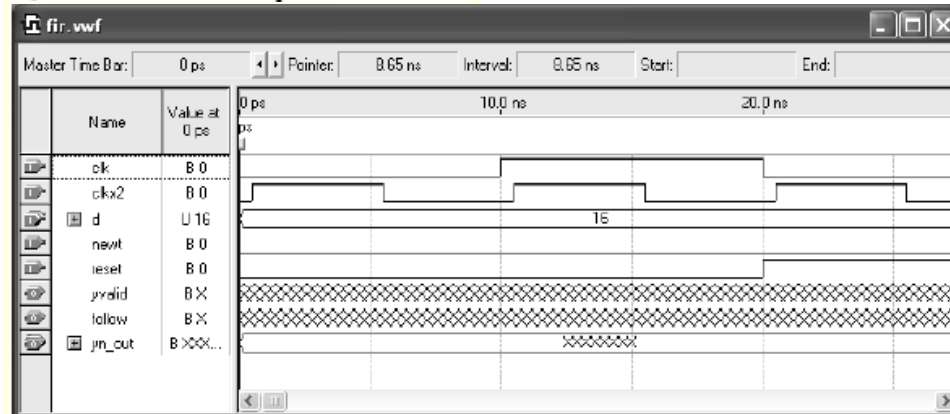 fir.vwf
Master Time Bar: 0 ps Pointer: 8.65 ns Interval: 8.65 ns Start: End:
Name Value at 0 ps 0 ps 10.0 ns 20.0 ns
ps
clk B 0
clkx2 B 0
d U 16 16
newt B 0
reset B 0
yvalid B X
follow B X
yn_out B XXX...